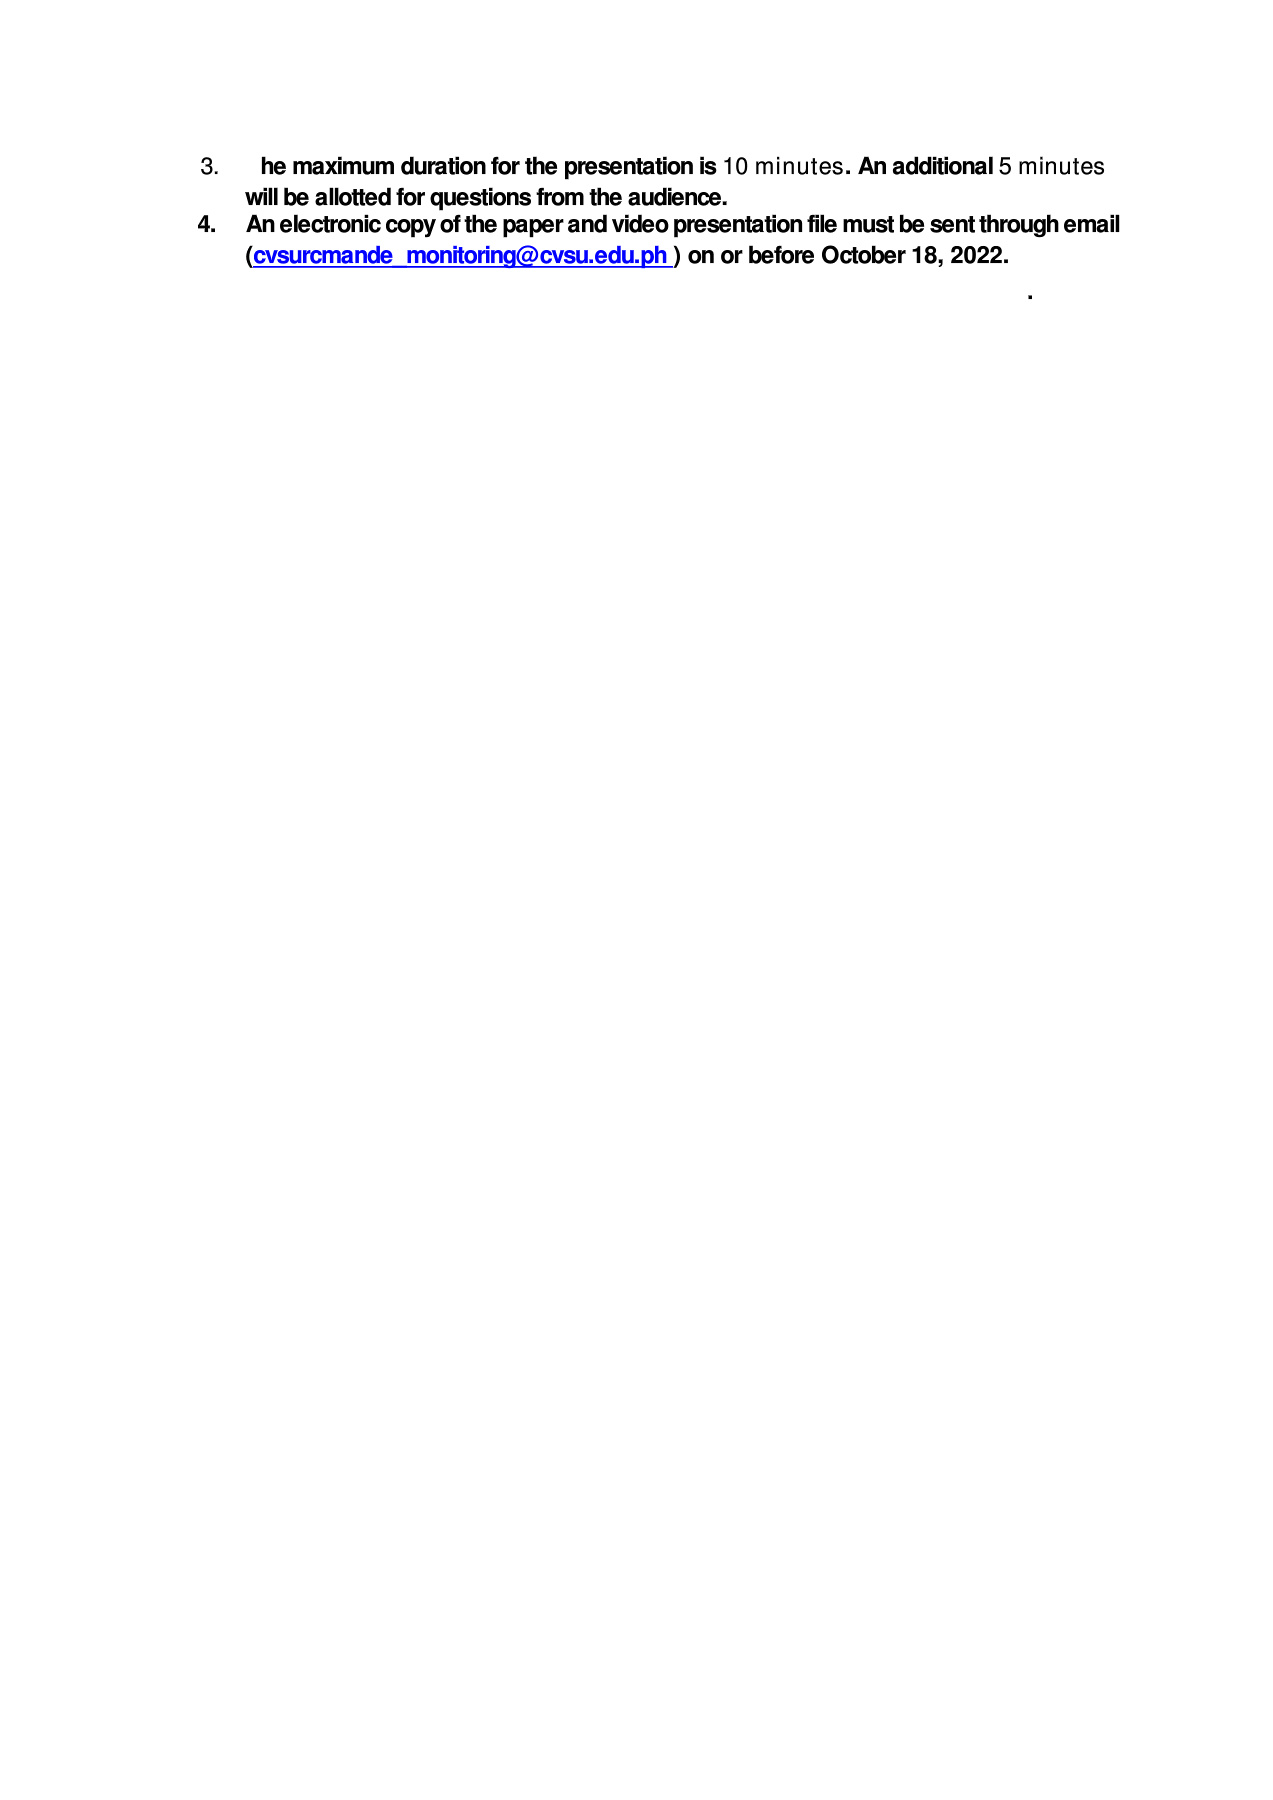 3. he maximum duration for the presentation is 10 minutes. An additional 5 minutes
will be allotted for questions from the audience.
4. An electronic copy of the paper and video presentation file must be sent through email
(cvsurcmande_monitoring@cvsu.edu.ph ) on or before October 18, 2022.
.